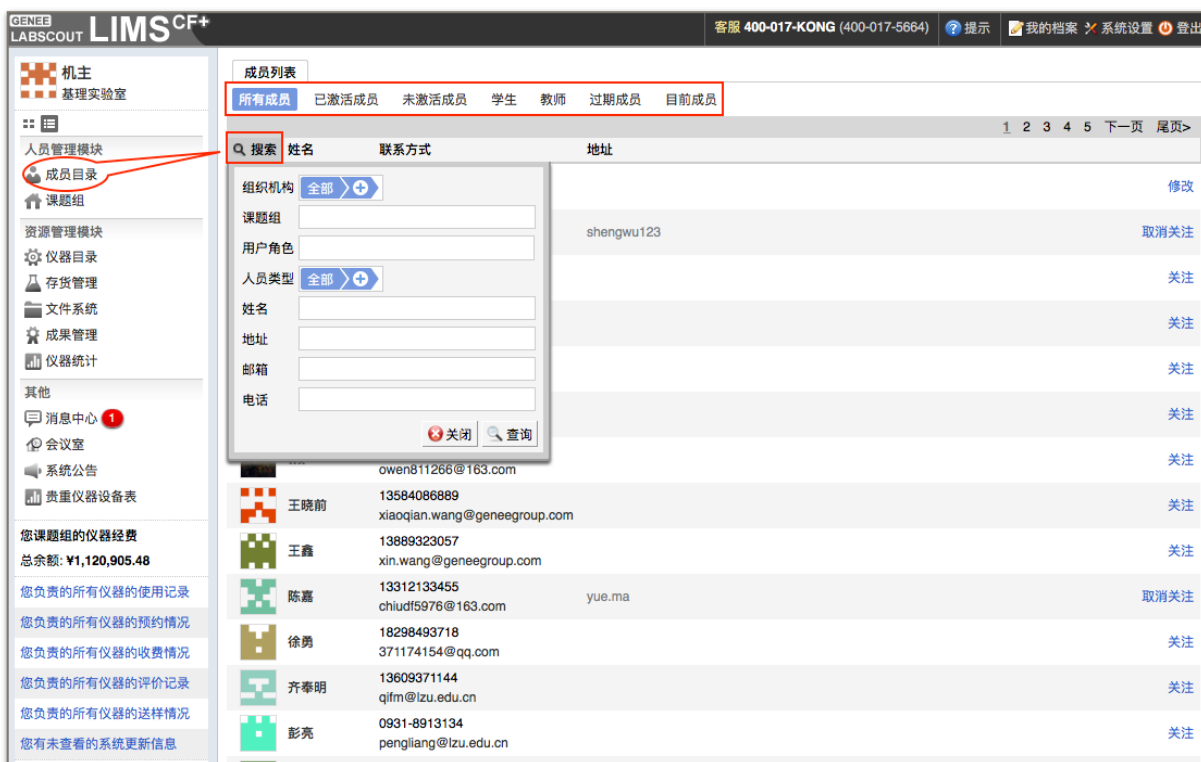 GENEE
LABSCOUT LIMS CF+
客服 400-017-KONG (400-017-5664) 提示 我的档案 系统设置 登出
机主
基理实验室
人员管理模块
成员目录
课题组
资源管理模块
仪器目录
存货管理
文件系统
成果管理
仪器统计
其他
消息中心 1
会议室
系统公告
贵重仪器设备表
您课题组的仪器经费
总余额: ¥1,120,905.48
您负责的所有仪器的使用记录
您负责的所有仪器的预约情况
您负责的所有仪器的收费情况
您负责的所有仪器的评价记录
您负责的所有仪器的送样情况
您有未查看的系统更新信息
成员列表
所有成员 已激活成员 未激活成员 学生 教师 过期成员 目前成员
1 2 3 4 5 下一页 尾页>
搜索 姓名 联系方式 地址
组织机构 全部
课题组
用户角色
人员类型 全部
姓名
地址
邮箱
电话
关闭 查询
修改
shengwu123 取消关注
关注
关注
关注
关注
owen811266@163.com 关注
王晓前 13584086889
xiaoqian.wang@geneegroup.com 关注
王鑫 13889323057
xin.wang@geneegroup.com 关注
陈嘉 13312133455
chiudf5976@163.com yue.ma 取消关注
徐勇 18298493718
371174154@qq.com 关注
齐奉明 13609371144
qifm@lzu.edu.cn 关注
彭亮 0931-8913134
pengliang@lzu.edu.cn 关注